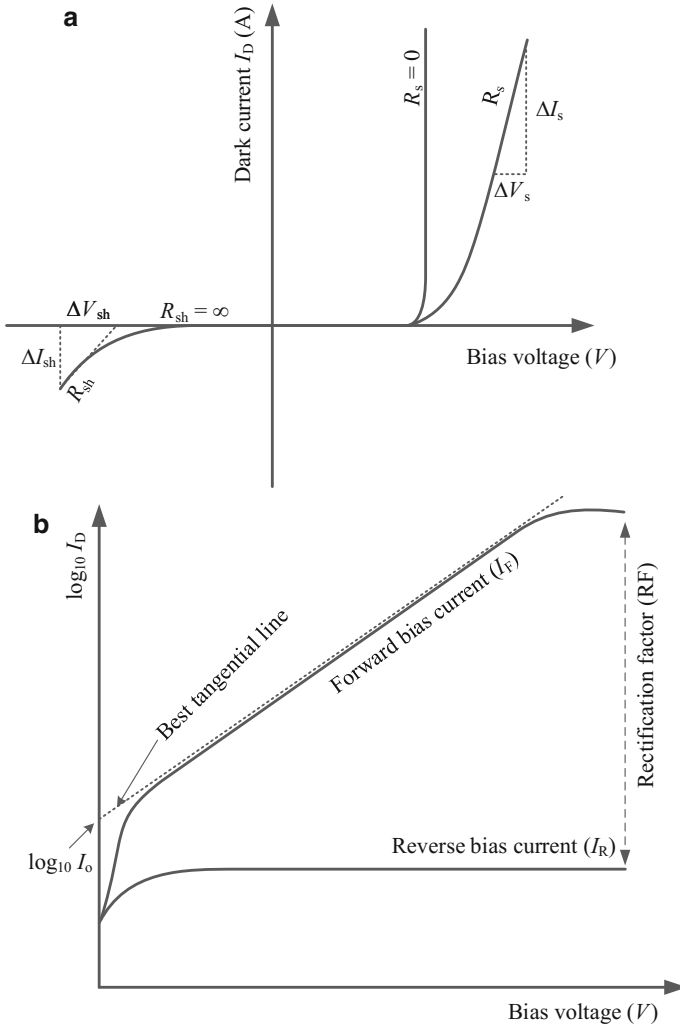 a
Dark current I_D (A)
R_s = 0
R_s
ΔI_s
ΔV_s
ΔV_sh
R_sh = ∞
ΔI_sh
R_sh
Bias voltage (V)
b
log₁₀ I_D
Best tangential line
Forward bias current (I_F)
Rectification factor (RF)
Reverse bias current (I_R)
log₁₀ I_o
Bias voltage (V)